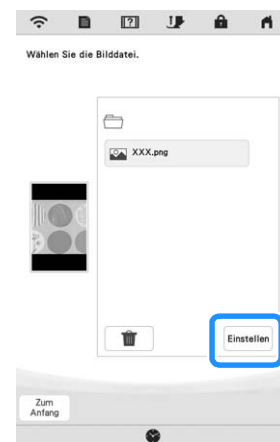 Wählen Sie die Bilddatei.
XXX.png
Einstellen
Zum
Anfang